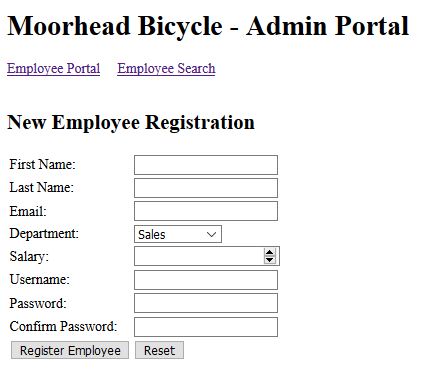 Moorhead Bicycle - Admin Portal
Employee Portal Employee Search
New Employee Registration
First Name:
Last Name:
Email:
Department: Sales
Salary:
Username:
Password:
Confirm Password:
Register Employee Reset